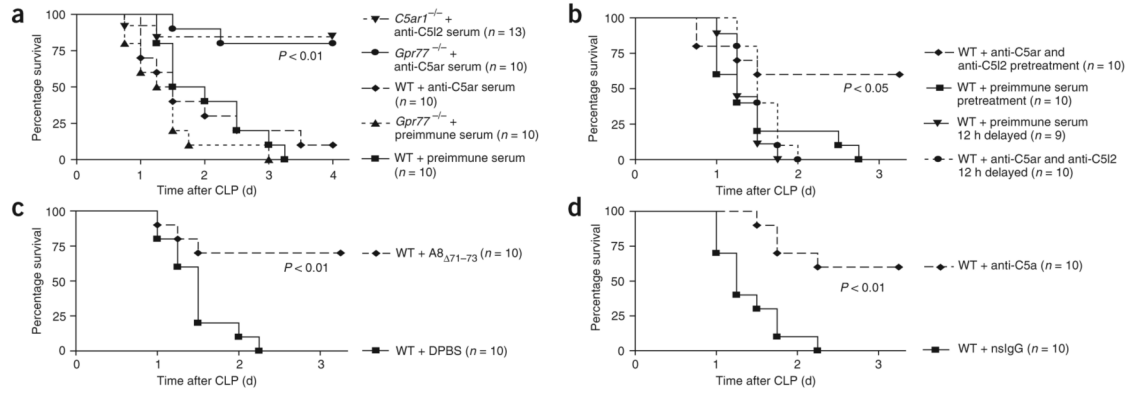 a
Percentage survival
100
75
50
25
0
0
1
2
3
4
Time after CLP (d)
P < 0.01
C5ar1–/– +
anti-C5l2 serum (n = 13)
Gpr77–/– +
anti-C5ar serum (n = 10)
WT + anti-C5ar serum
(n = 10)
Gpr77–/– +
preimmune serum (n = 10)
WT + preimmune serum
(n = 10)
b
Percentage survival
100
75
50
25
0
0
1
2
3
Time after CLP (d)
P < 0.05
WT + anti-C5ar and
anti-C5l2 pretreatment (n = 10)
WT + preimmune serum
pretreatment (n = 10)
WT + preimmune serum
12 h delayed (n = 9)
WT + anti-C5ar and anti-C5l2
12 h delayed (n = 10)
c
Percentage survival
100
75
50
25
0
0
1
2
3
Time after CLP (d)
P < 0.01
WT + A8Δ71–73 (n = 10)
WT + DPBS (n = 10)
d
Percentage survival
100
75
50
25
0
0
1
2
3
Time after CLP (d)
P < 0.01
WT + anti-C5a (n = 10)
WT + nsIgG (n = 10)